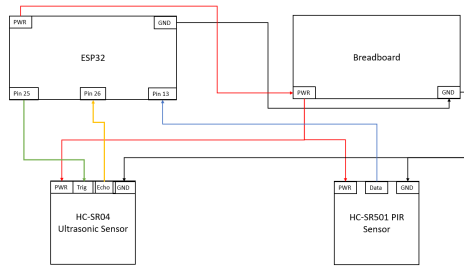 PWR
GND
ESP32
Breadboard
Pin 25
Pin 26
Pin 13
PWR
GND
PWR
Trig
Echo
GND
PWR
Data
GND
HC-SR04
Ultrasonic Sensor
HC-SR501 PIR
Sensor